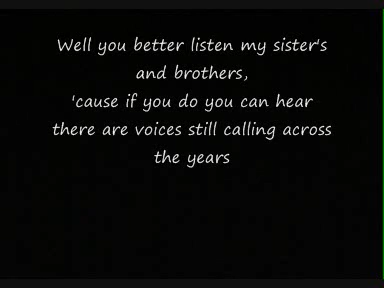 Well you better listen my sister's
and brothers,
'cause if you do you can hear
there are voices still calling across
the years